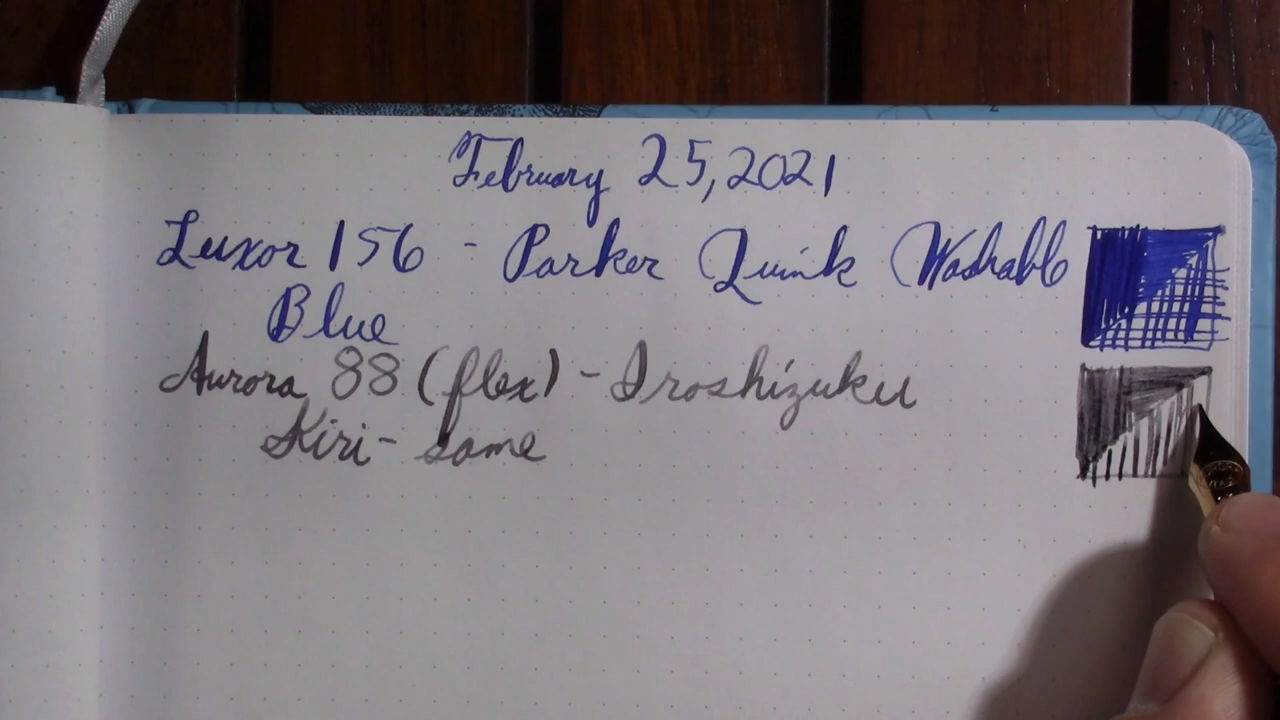 February 25, 2021
Luxor 156 - Parker Quink Washable
Blue
Aurora 88 (flex) - Iroshizuku
Kiri-same